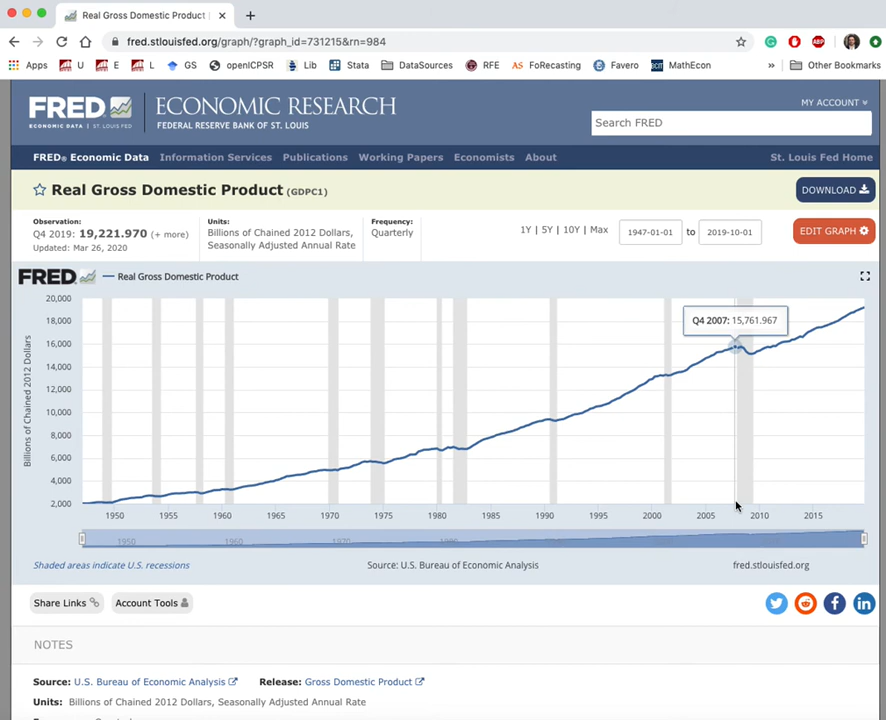 Real Gross Domestic Product |
fred.stlouisfed.org/graph/?graph_id=731215&rn=984
Apps U E L GS openICPSR Lib Stata DataSources RFE AS FoRecasting Favero MathEcon » Other Bookmarks
FRED ECONOMIC RESEARCH
ECONOMIC DATA | ST. LOUIS FED FEDERAL RESERVE BANK OF ST. LOUIS
MY ACCOUNT
Search FRED
FRED® Economic Data Information Services Publications Working Papers Economists About St. Louis Fed Home
Real Gross Domestic Product (GDPC1) DOWNLOAD
Observation: Units: Frequency:
Q4 2019: 19,221.970 (+ more) Billions of Chained 2012 Dollars, Quarterly
Updated: Mar 26, 2020 Seasonally Adjusted Annual Rate
1Y | 5Y | 10Y | Max 1947-01-01 to 2019-10-01 EDIT GRAPH
FRED Real Gross Domestic Product
Billions of Chained 2012 Dollars
20,000
18,000
16,000
14,000
12,000
10,000
8,000
6,000
4,000
2,000
Q4 2007: 15,761.967
1950 1955 1960 1965 1970 1975 1980 1985 1990 1995 2000 2005 2010 2015
1950 1960 1970
Shaded areas indicate U.S. recessions Source: U.S. Bureau of Economic Analysis fred.stlouisfed.org
Share Links Account Tools
NOTES
Source: U.S. Bureau of Economic Analysis Release: Gross Domestic Product
Units: Billions of Chained 2012 Dollars, Seasonally Adjusted Annual Rate